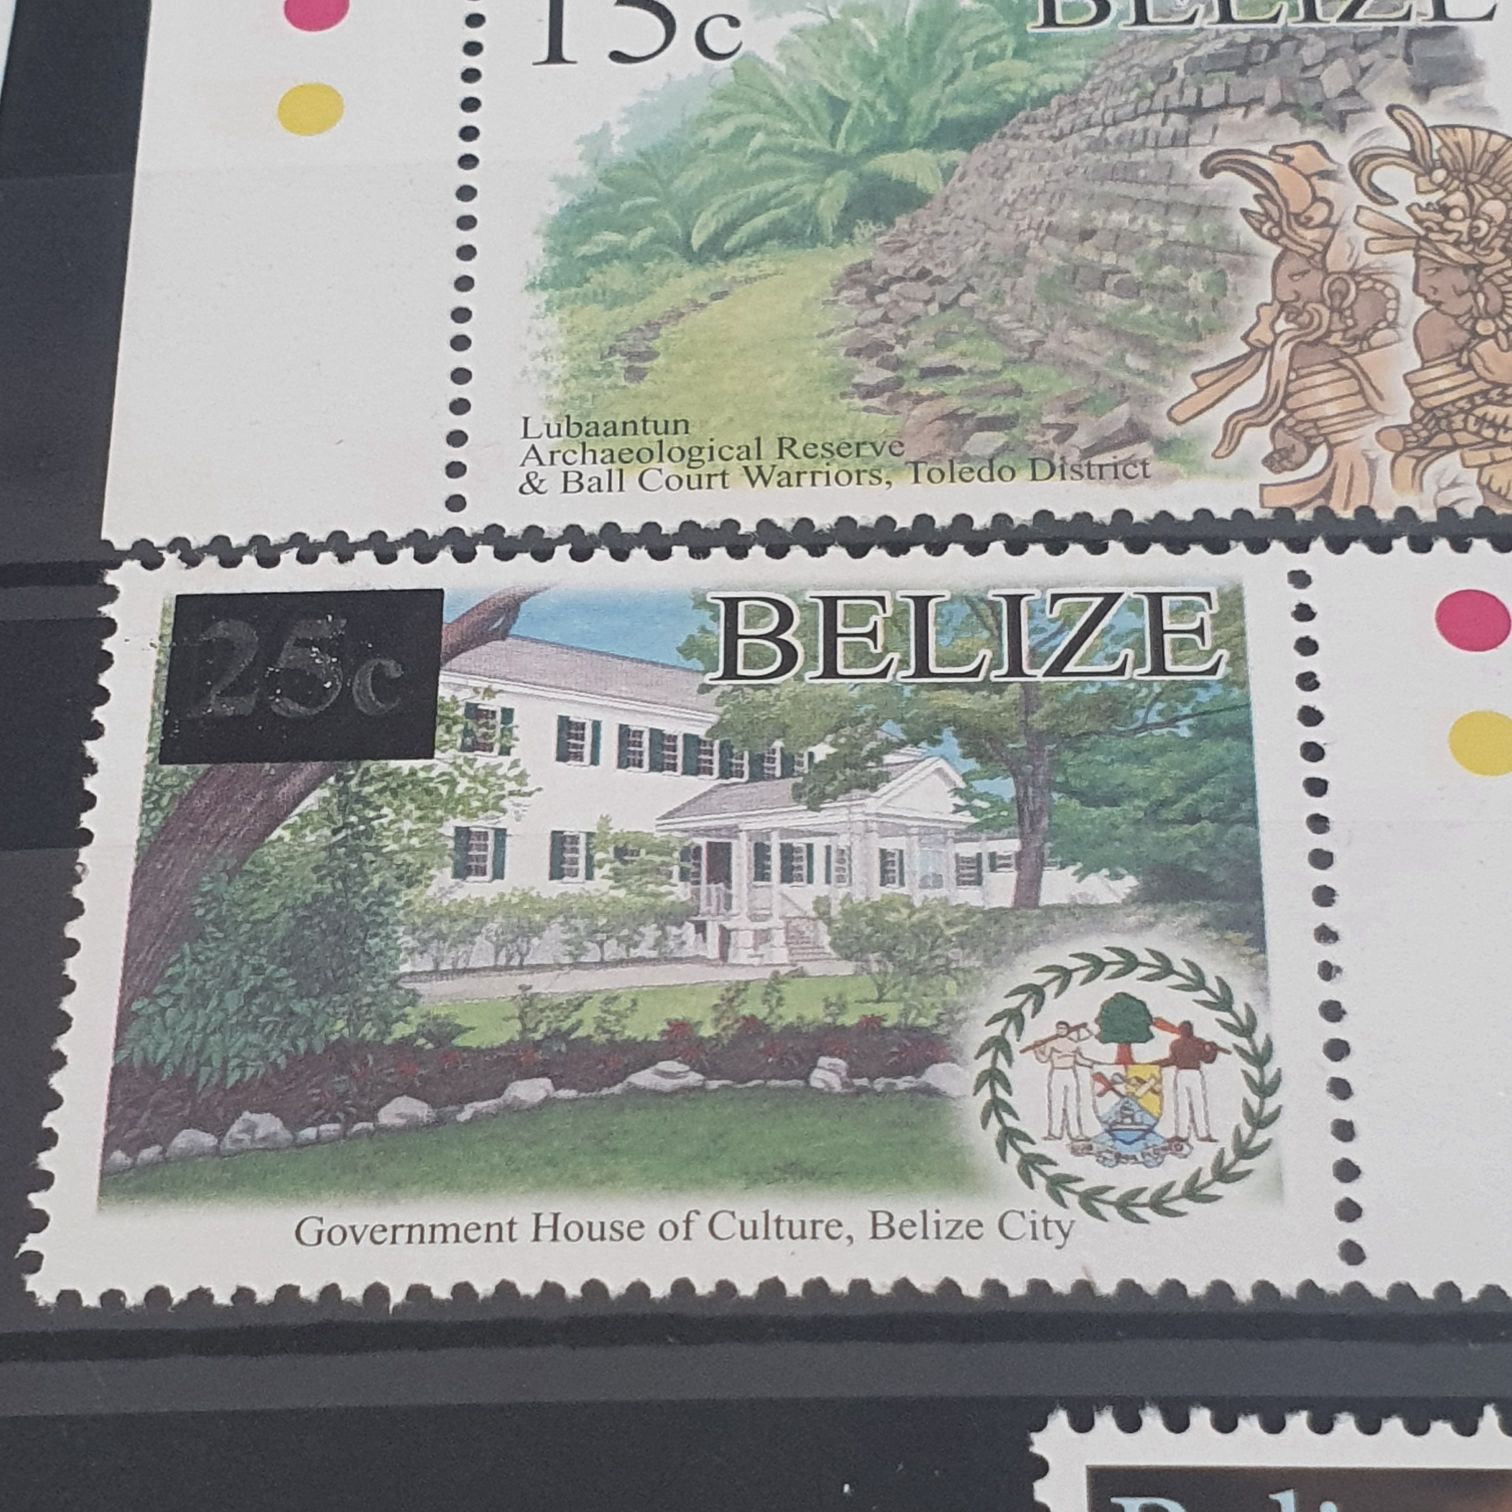 15c
BELIZE
Lubaantun
Archaeological Reserve
& Ball Court Warriors, Toledo District
25c
BELIZE
Government House of Culture, Belize City